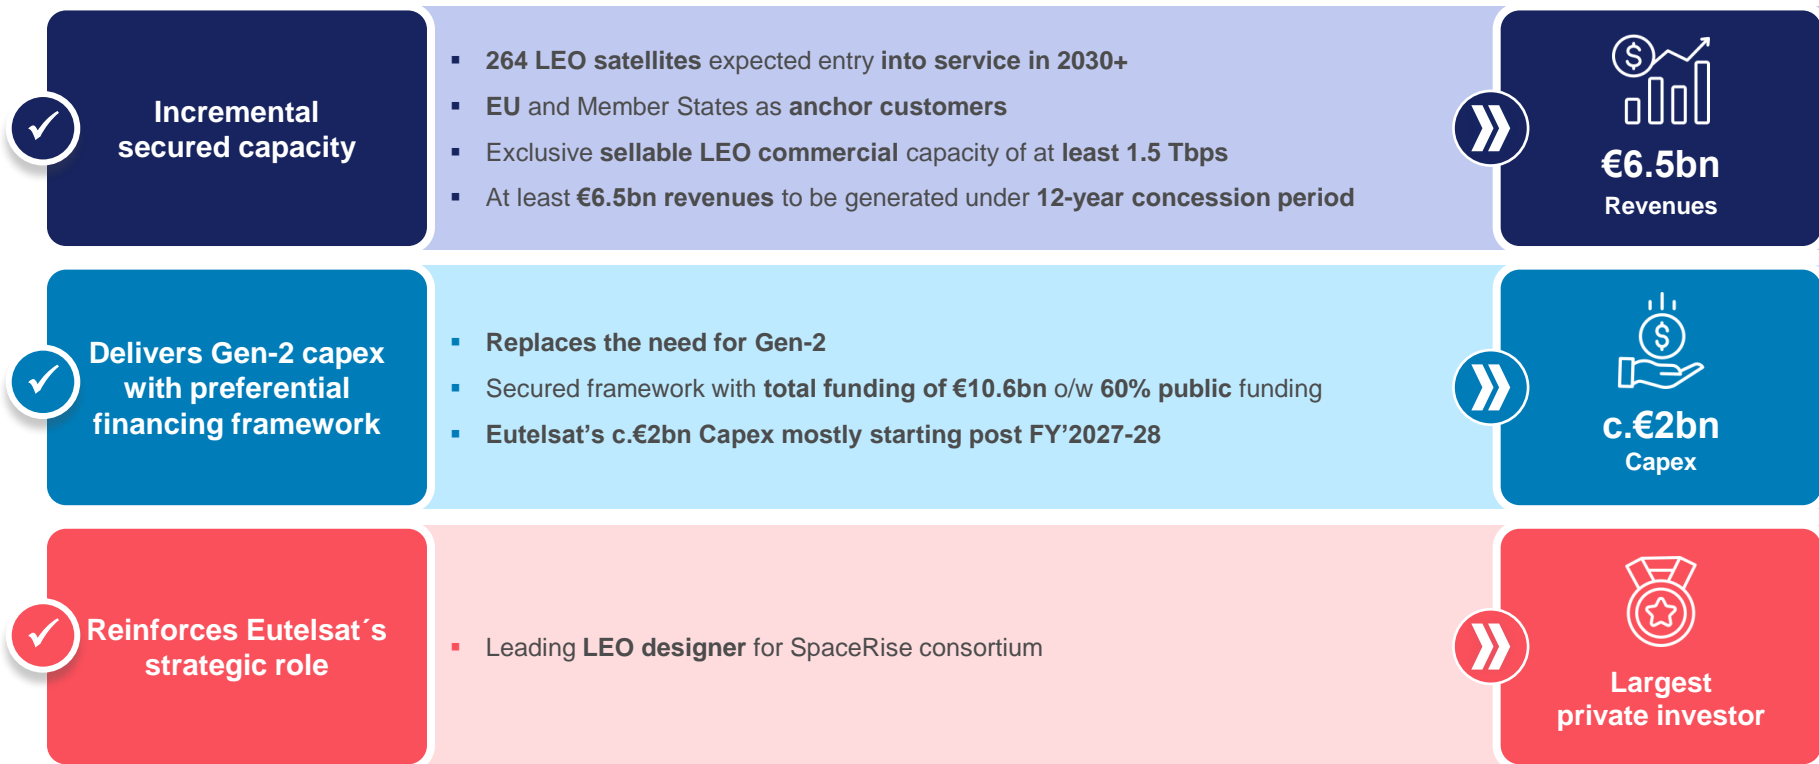 Incremental
secured capacity
▪ 264 LEO satellites expected entry into service in 2030+
▪ EU and Member States as anchor customers
▪ Exclusive sellable LEO commercial capacity of at least 1.5 Tbps
▪ At least €6.5bn revenues to be generated under 12-year concession period
$
€6.5bn
Revenues
Delivers Gen-2 capex
with preferential
financing framework
▪ Replaces the need for Gen-2
▪ Secured framework with total funding of €10.6bn o/w 60% public funding
▪ Eutelsat’s c.€2bn Capex mostly starting post FY’2027-28
$
c.€2bn
Capex
Reinforces Eutelsat´s
strategic role
▪ Leading LEO designer for SpaceRise consortium
Largest
private investor